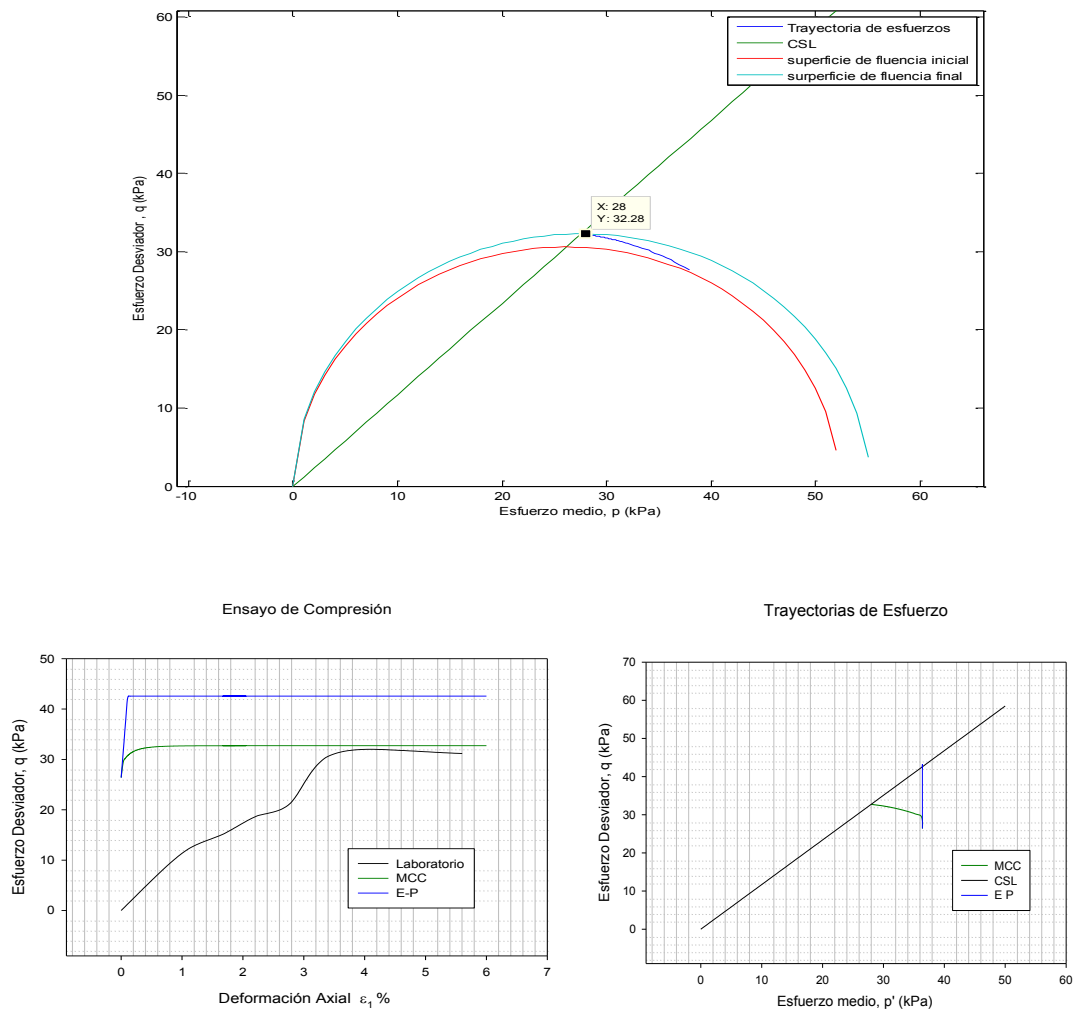 60
50
40
30
20
10
0
-10
0
10
20
30
40
50
60
Esfuerzo Desviador , q (kPa)
Esfuerzo medio, p (kPa)
Trayectoria de esfuerzos
CSL
superficie de fluencia inicial
surperficie de fluencia final
X: 28
Y: 32.28
Ensayo de Compresión
50
40
30
20
10
0
0
1
2
3
4
5
6
7
Esfuerzo Desviador, q (kPa)
Deformación Axial ε1 %
Laboratorio
MCC
E-P
Trayectorias de Esfuerzo
70
60
50
40
30
20
10
0
0
10
20
30
40
50
60
Esfuerzo Desviador, q (kPa)
Esfuerzo medio, p' (kPa)
MCC
CSL
E P